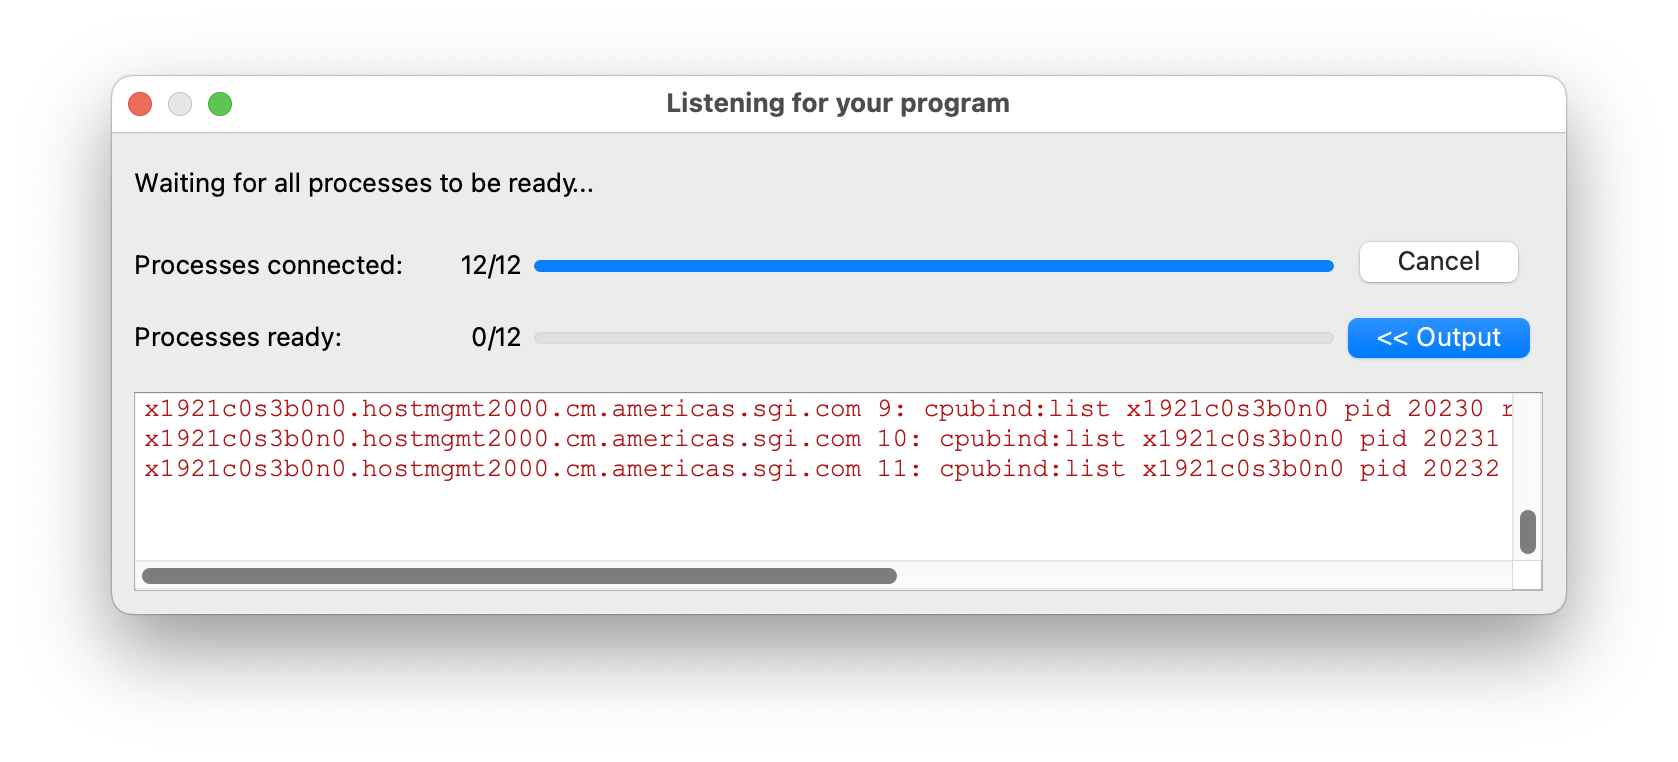 Listening for your program
Waiting for all processes to be ready...
Processes connected: 12/12
Cancel
Processes ready: 0/12
<< Output
x1921c0s3b0n0.hostmgmt2000.cm.americas.sgi.com 9: cpubind:list x1921c0s3b0n0 pid 20230 r
x1921c0s3b0n0.hostmgmt2000.cm.americas.sgi.com 10: cpubind:list x1921c0s3b0n0 pid 20231
x1921c0s3b0n0.hostmgmt2000.cm.americas.sgi.com 11: cpubind:list x1921c0s3b0n0 pid 20232